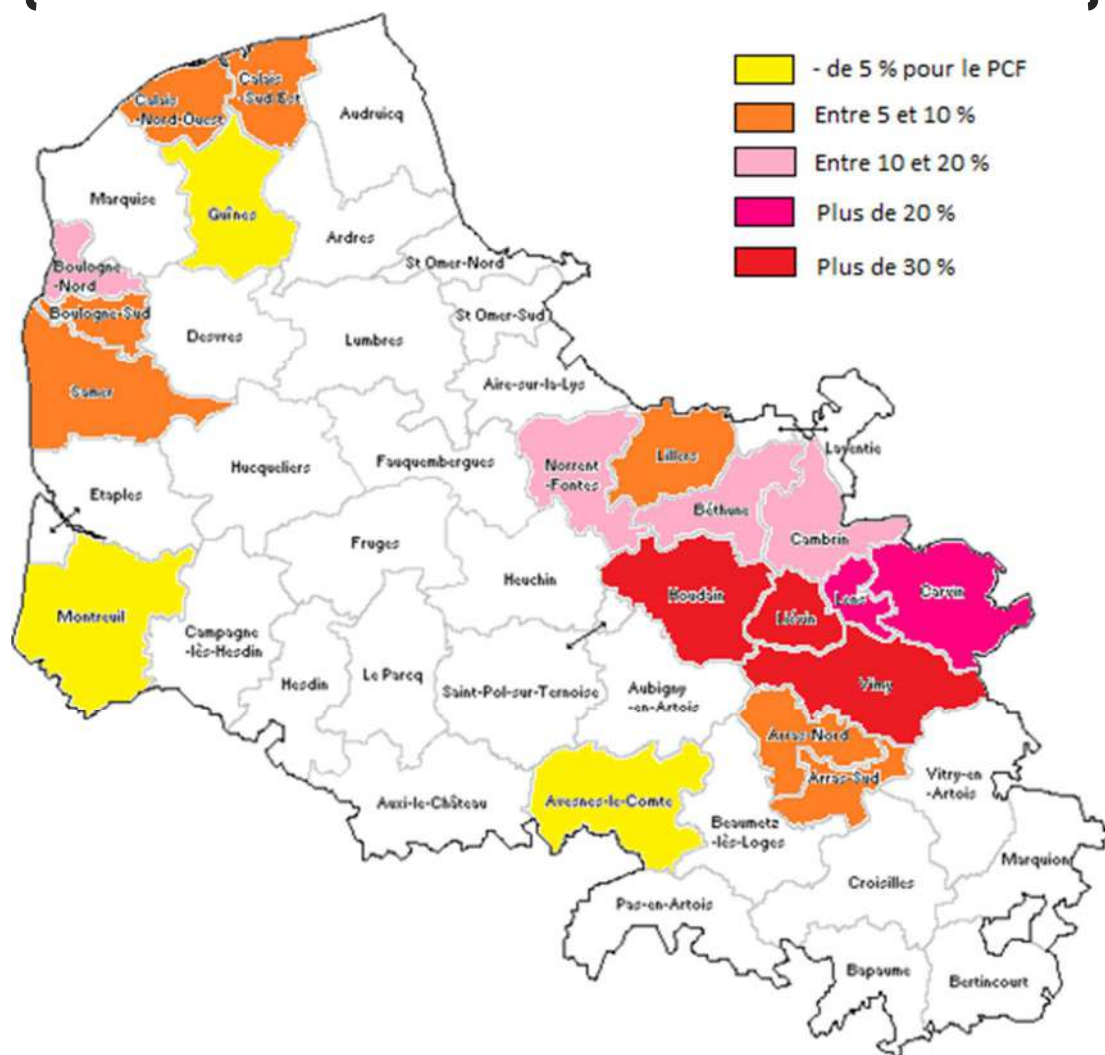 - de 5 % pour le PCF
Entre 5 et 10 %
Entre 10 et 20 %
Plus de 20 %
Plus de 30 %
Calais
-Nord-Ouest
Calais
-Sud-Est
Audruicq
Marquise
Guînes
Ardres
St Omer-Nord
Boulogne
-Nord
Boulogne-Sud
Desvres
Lumbres
St Omer-Sud
Samer
Aire-sur-la-Lys
Hucqueliers
Fauquembergues
Norrent
-Fontes
Lillers
Laventie
Etaples
Béthune
Cambrin
Fruges
Heuchin
Houdain
Liévin
Lens
Carvin
Montreuil
Campagne
-lès-Hesdin
Hesdin
Le Parcq
Saint-Pol-sur-Ternoise
Aubigny
-en-Artois
Vimy
Arras-Nord
Arras-Sud
Vitry-en
-Artois
Auxi-le-Château
Avesnes-le-Comte
Beaumetz
-lès-Loges
Marquion
Croisilles
Pas-en-Artois
Bapaume
Bertincourt